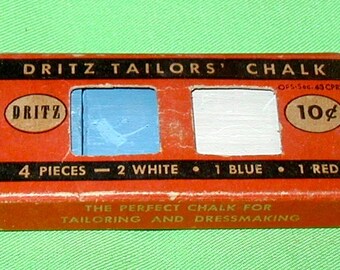 DRITZ TAILORS' CHALK
DRITZ
10¢
4 PIECES — 2 WHITE • 1 BLUE • 1 RED
THE PERFECT CHALK FOR
TAILORING AND DRESSMAKING